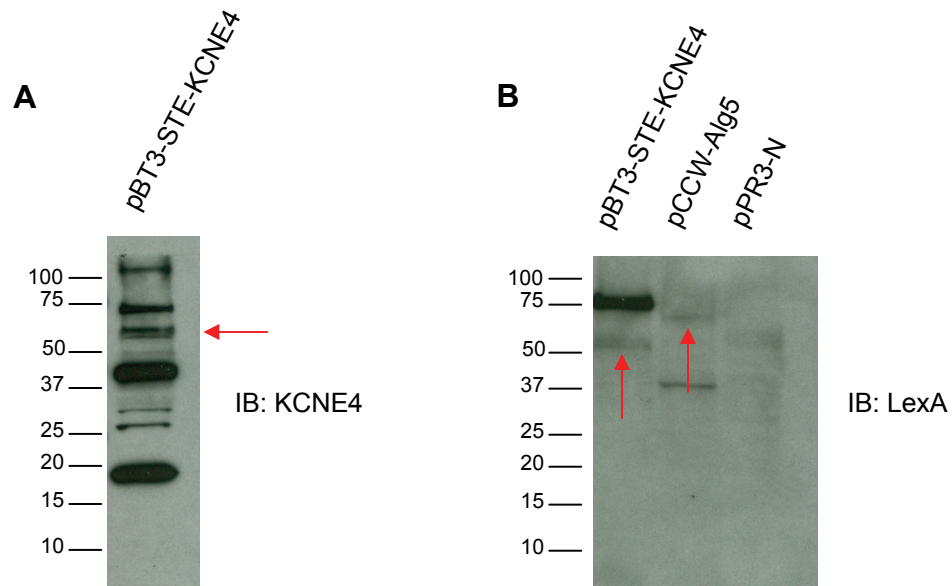 A
pBT3-STE-KCNE4
100
75
50
37
25
20
15
10
IB: KCNE4
B
pBT3-STE-KCNE4
pCCW-Alg5
pPR3-N
100
75
50
37
25
20
15
10
IB: LexA